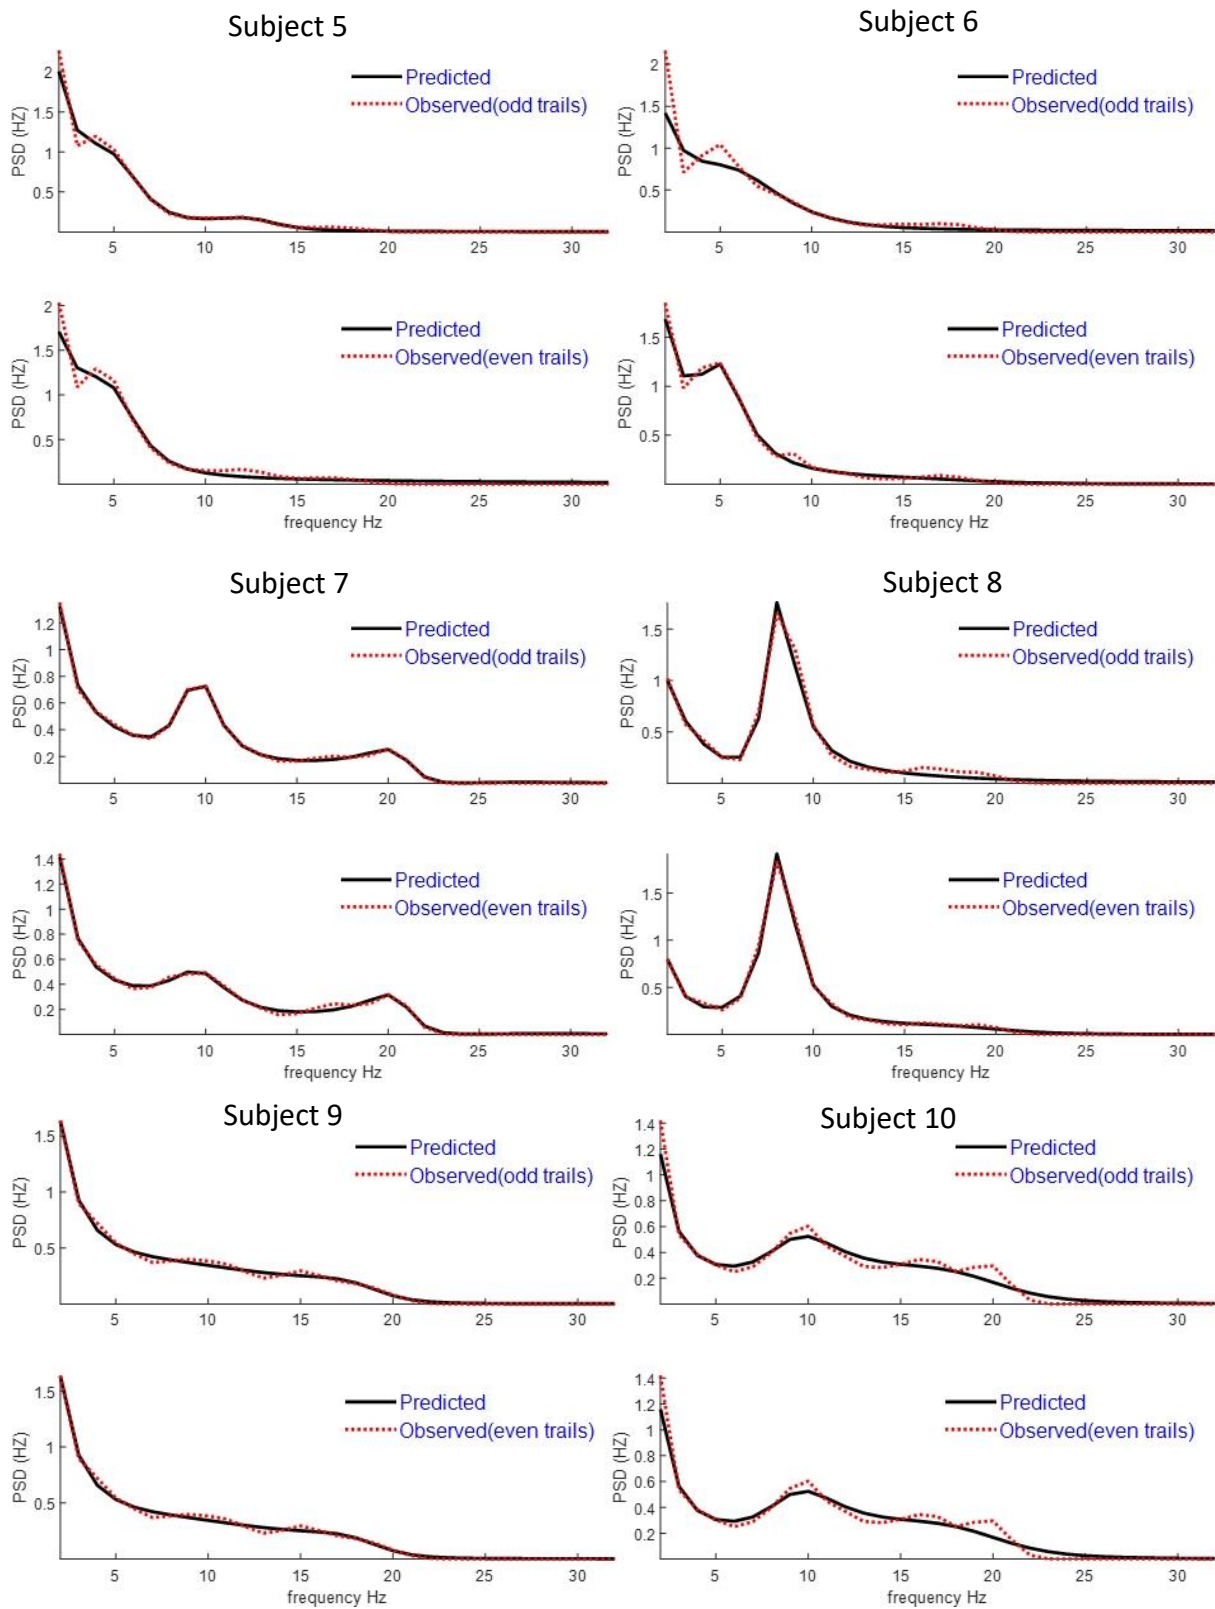 Subject 5
2
1.5
1
0.5
PSD (HZ)
Predicted
Observed(odd trails)
5 10 15 20 25 30
2
1.5
1
0.5
PSD (HZ)
Predicted
Observed(even trails)
5 10 15 20 25 30
frequency Hz
Subject 6
2
1.5
1
0.5
PSD (HZ)
Predicted
Observed(odd trails)
5 10 15 20 25 30
1.5
1
0.5
PSD (HZ)
Predicted
Observed(even trails)
5 10 15 20 25 30
frequency Hz
Subject 7
1.2
1
0.8
0.6
0.4
0.2
PSD (HZ)
Predicted
Observed(odd trails)
5 10 15 20 25 30
1.4
1.2
1
0.8
0.6
0.4
0.2
PSD (HZ)
Predicted
Observed(even trails)
5 10 15 20 25 30
frequency Hz
Subject 8
1.5
1
0.5
PSD (HZ)
Predicted
Observed(odd trails)
5 10 15 20 25 30
1.5
1
0.5
PSD (HZ)
Predicted
Observed(even trails)
5 10 15 20 25 30
frequency Hz
Subject 9
1.5
1
0.5
PSD (HZ)
Predicted
Observed(odd trails)
5 10 15 20 25 30
1.5
1
0.5
PSD (HZ)
Predicted
Observed(even trails)
5 10 15 20 25 30
frequency Hz
Subject 10
1.4
1.2
1
0.8
0.6
0.4
0.2
PSD (HZ)
Predicted
Observed(odd trails)
5 10 15 20 25 30
1.4
1.2
1
0.8
0.6
0.4
0.2
PSD (HZ)
Predicted
Observed(even trails)
5 10 15 20 25 30
frequency Hz